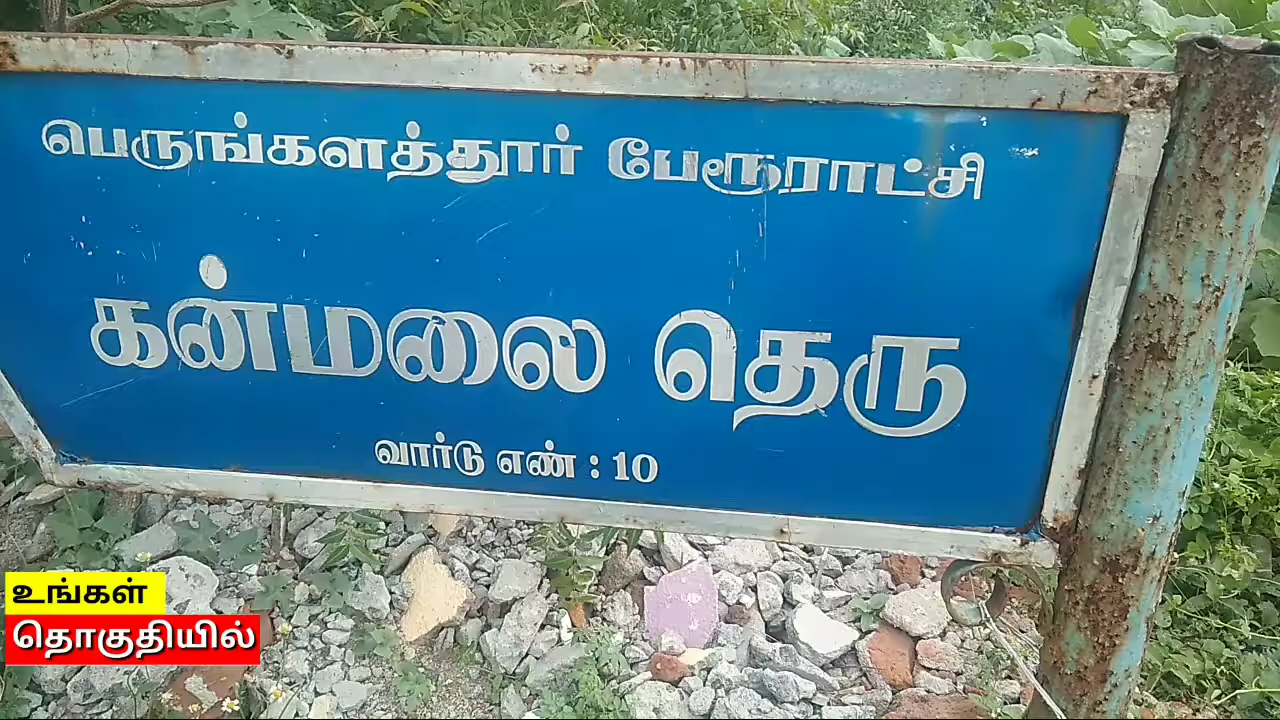 பெருங்களத்தூர் பேரூராட்சி
கன்மலை தெரு
வார்டு எண் : 10
உங்கள்
தொகுதியில்